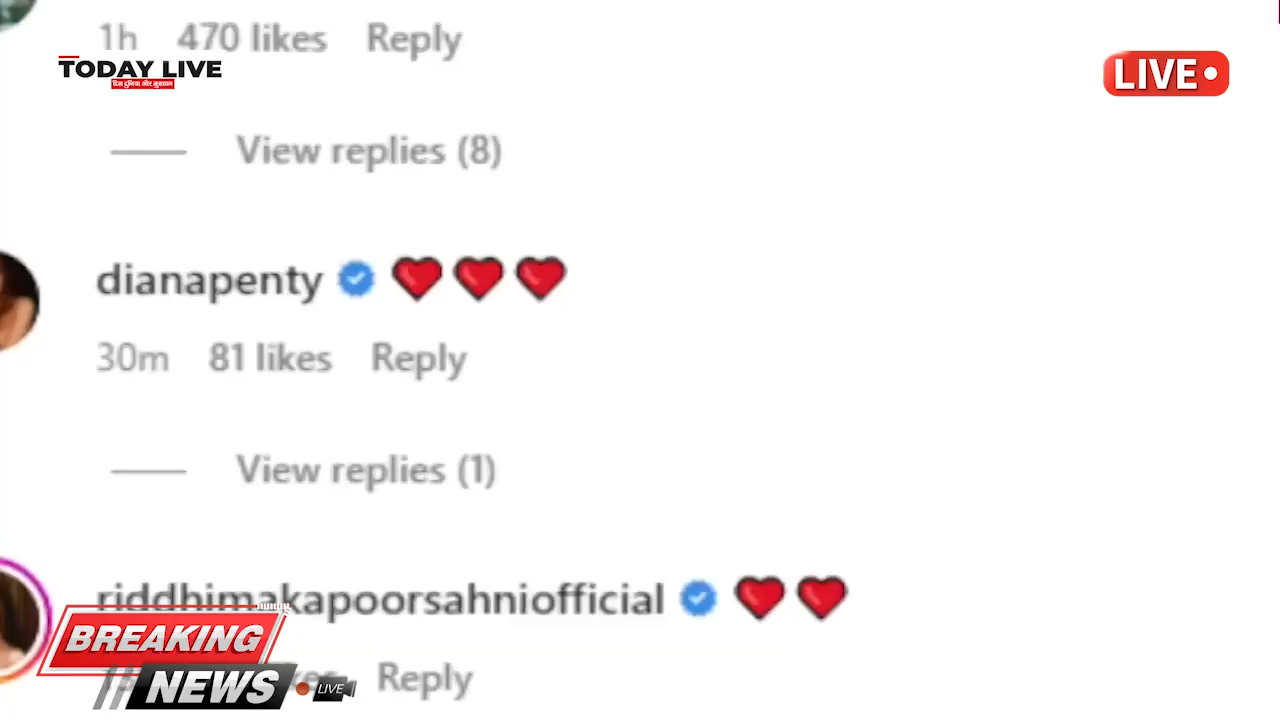 1h 470 likes Reply
TODAY LIVE
दिल दुनिया और मुस्कान
LIVE
View replies (8)
dianapenty ❤️❤️❤️
30m 81 likes Reply
View replies (1)
riddhimakapoorsahniofficial ❤️❤️
BREAKING
Reply
NEWS
LIVE